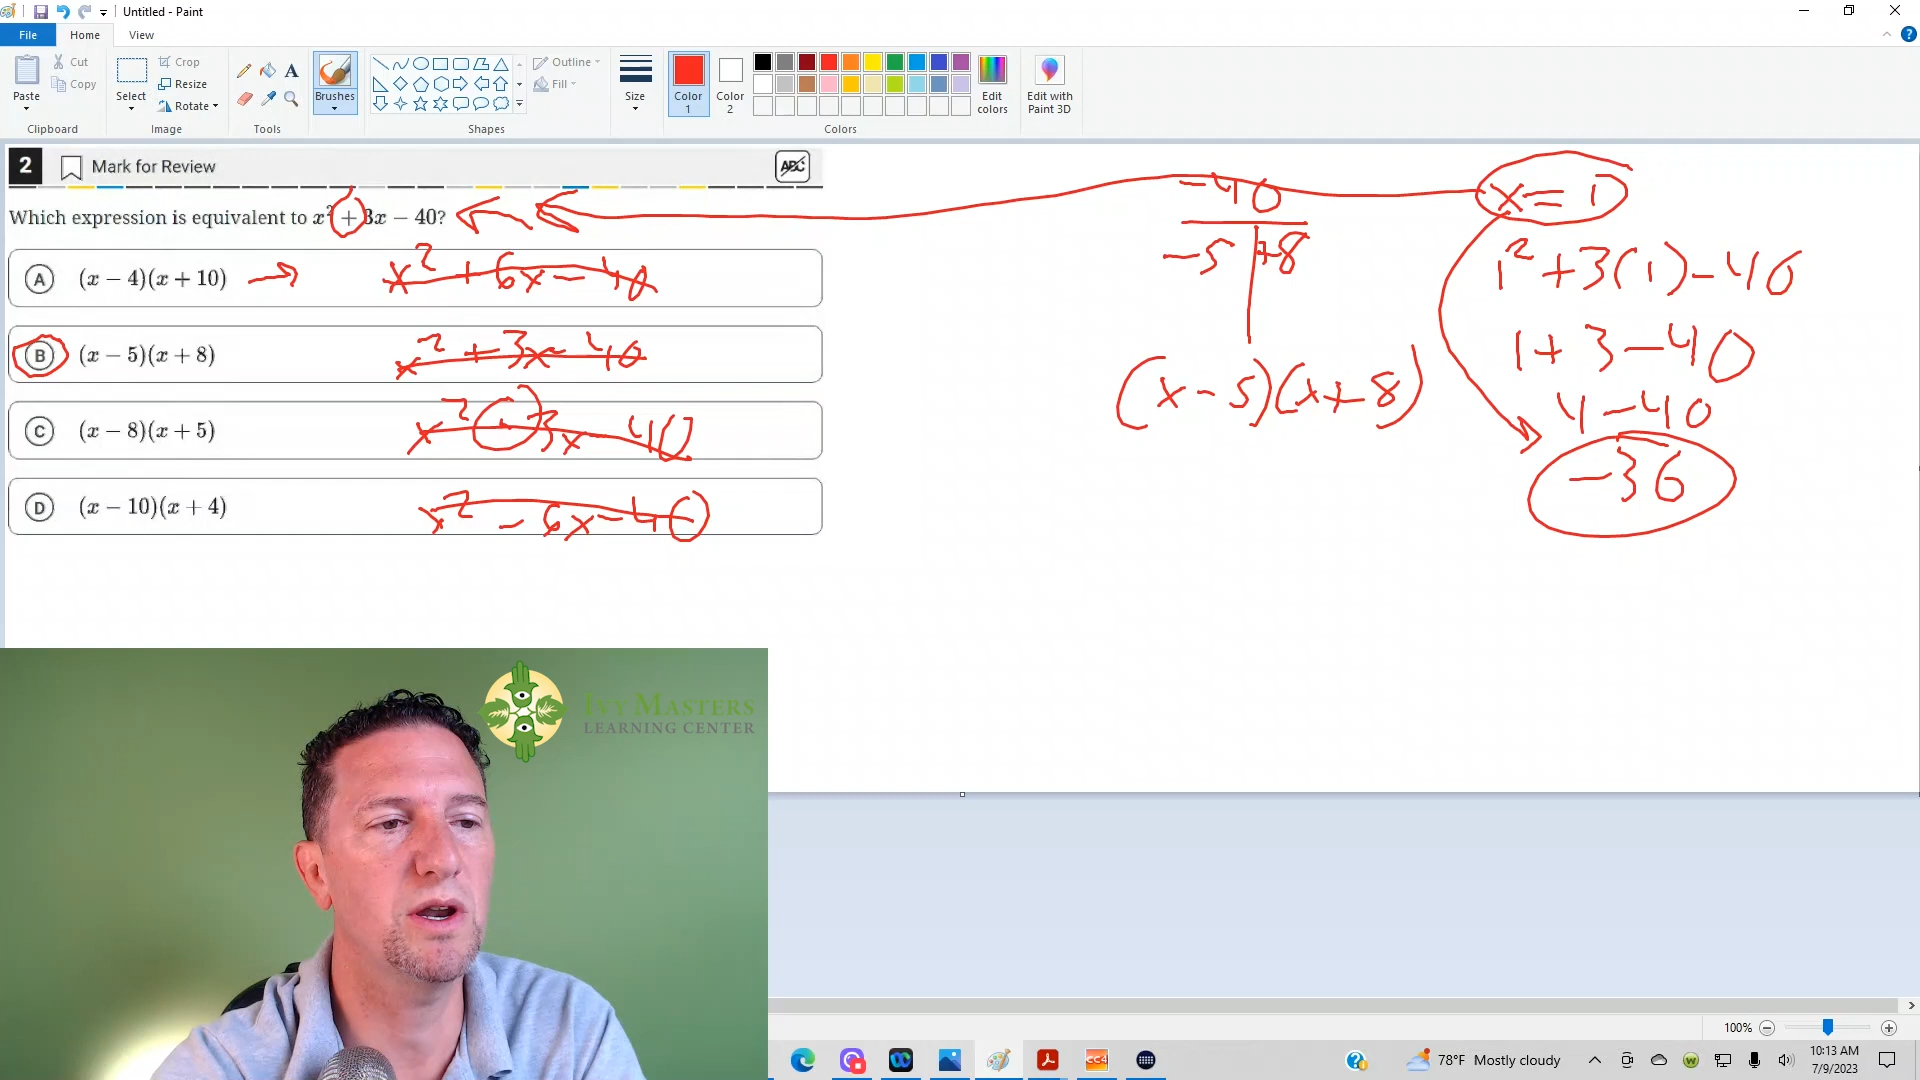 Untitled - Paint
File
Home
View
Paste
Cut
Copy
Clipboard
Select
Crop
Resize
Rotate
Image
A
Tools
Brushes
Shapes
Outline
Fill
Size
Color 1
Color 2
Colors
Edit colors
Edit with Paint 3D
2
Mark for Review
ABC
Which expression is equivalent to x² + 3x − 40?
A (x − 4)(x + 10)
x² + 6x − 40
B (x − 5)(x + 8)
x² + 3x − 40
C (x − 8)(x + 5)
x² - 3x − 40
D (x − 10)(x + 4)
x² − 6x − 40
−40
−5 +8
(x − 5)(x + 8)
x = 1
1² + 3(1) − 40
1 + 3 − 40
4 − 40
−36
IVY MASTERS
LEARNING CENTER
100%
CC4
78°F Mostly cloudy
10:13 AM
7/9/2023